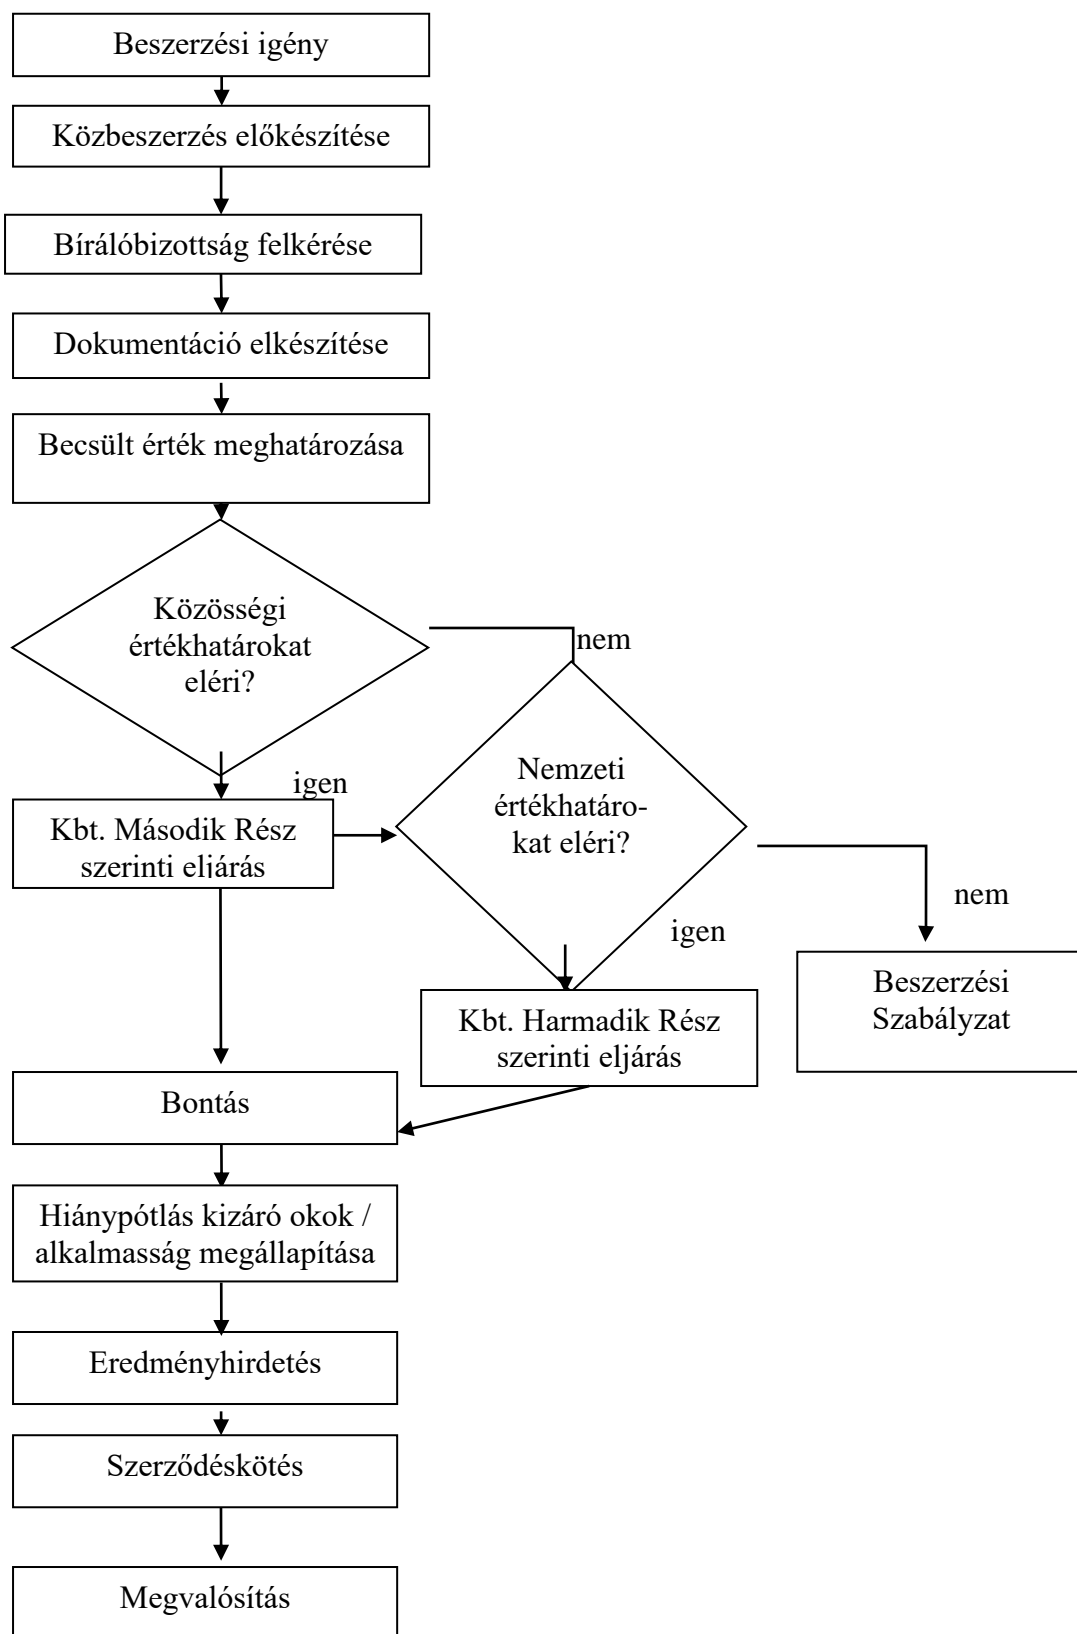 Beszerzési igény
Közbeszerzés előkészítése
Bírálóbizottság felkérése
Dokumentáció elkészítése
Becsült érték meghatározása
Közösségi
értékhatárokat
eléri?
nem
igen
Nemzeti
értékhatáro-
kat eléri?
Kbt. Második Rész
szerinti eljárás
nem
igen
Beszerzési
Szabályzat
Kbt. Harmadik Rész
szerinti eljárás
Bontás
Hiánypótlás kizáró okok /
alkalmasság megállapítása
Eredményhirdetés
Szerződéskötés
Megvalósítás